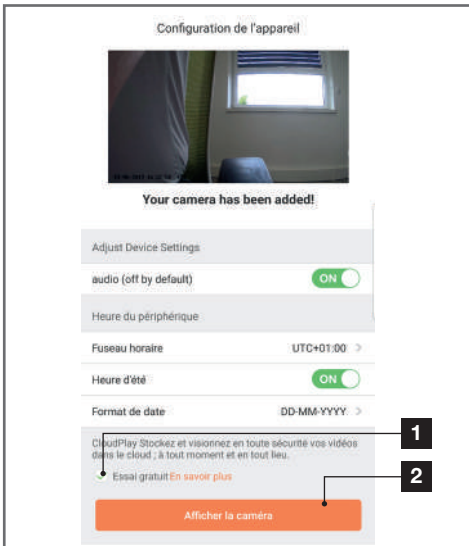 Configuration de l'appareil
Your camera has been added!
Adjust Device Settings
audio (off by default) ON
Heure du périphérique
Fuseau horaire UTC+01:00 >
Heure d'été ON
Format de date DD-MM-YYYY >
CloudPlay Stockez et visionnez en toute sécurité vos vidéos
dans le cloud ; à tout moment et en tout lieu.
1
Essai gratuit En savoir plus
2
Afficher la caméra